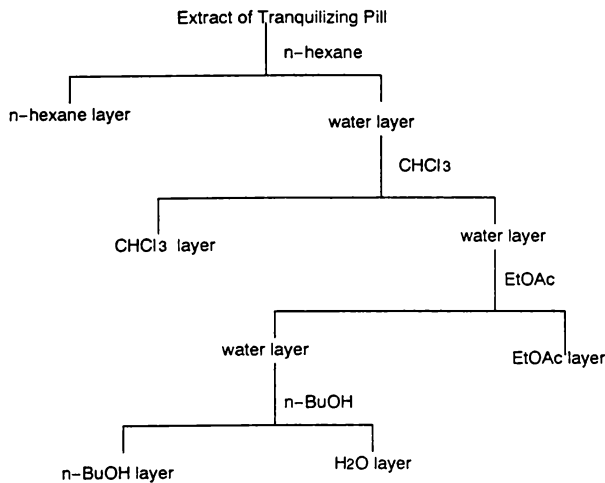 Extract of Tranquilizing Pill
n-hexane
n-hexane layer
water layer
CHCl3
CHCl3 layer
water layer
EtOAc
water layer
EtOAc layer
n-BuOH
n-BuOH layer
H2O layer